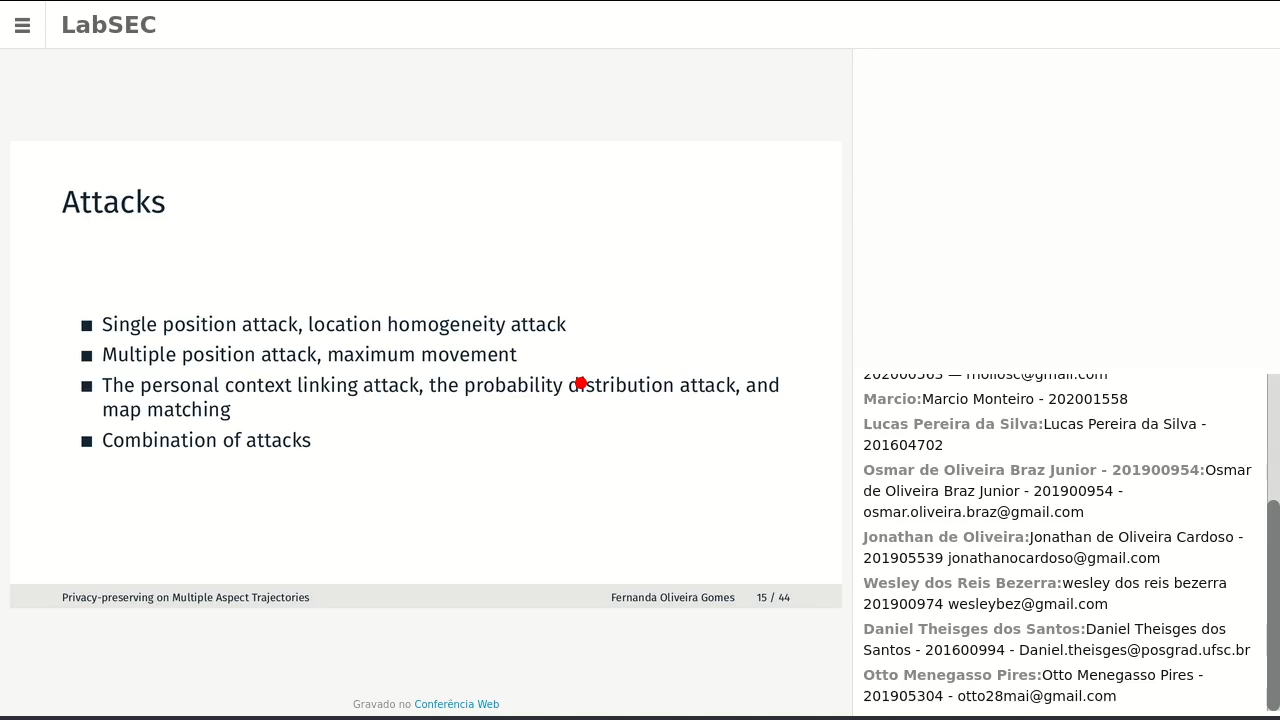 LabSEC
Attacks
Single position attack, location homogeneity attack
Multiple position attack, maximum movement
The personal context linking attack, the probability distribution attack, and
map matching
Combination of attacks
Privacy-preserving on Multiple Aspect Trajectories
Fernanda Oliveira Gomes
15 / 44
Gravado no Conferência Web
Marcio:Marcio Monteiro - 202001558
Lucas Pereira da Silva:Lucas Pereira da Silva -
201604702
Osmar de Oliveira Braz Junior - 201900954:Osmar
de Oliveira Braz Junior - 201900954 -
osmar.oliveira.braz@gmail.com
Jonathan de Oliveira:Jonathan de Oliveira Cardoso -
201905539 jonathanocardoso@gmail.com
Wesley dos Reis Bezerra:wesley dos reis bezerra
201900974 wesleybez@gmail.com
Daniel Theisges dos Santos:Daniel Theisges dos
Santos - 201600994 - Daniel.theisges@posgrad.ufsc.br
Otto Menegasso Pires:Otto Menegasso Pires -
201905304 - otto28mai@gmail.com